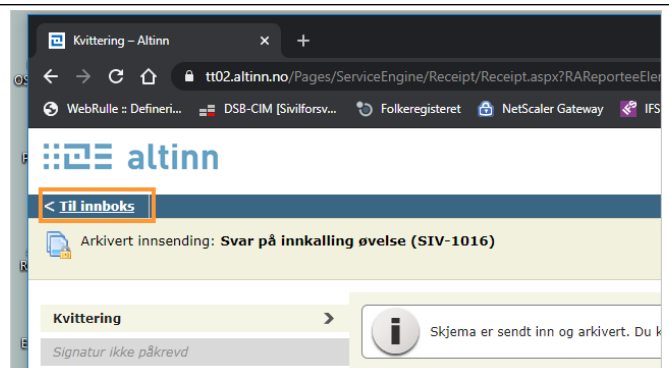 Kvittering – Altinn
tt02.altinn.no/Pages/ServiceEngine/Receipt/Receipt.aspx?RAReporteeEler
WebRulle :: Defineri... DSB-CIM [Sivilforsv... Folkeregisteret NetScaler Gateway IFS
altinn
< Til innboks
Arkivert innsending: Svar på innkalling øvelse (SIV-1016)
Kvittering
Skjema er sendt inn og arkivert. Du k
Signatur ikke påkrevd